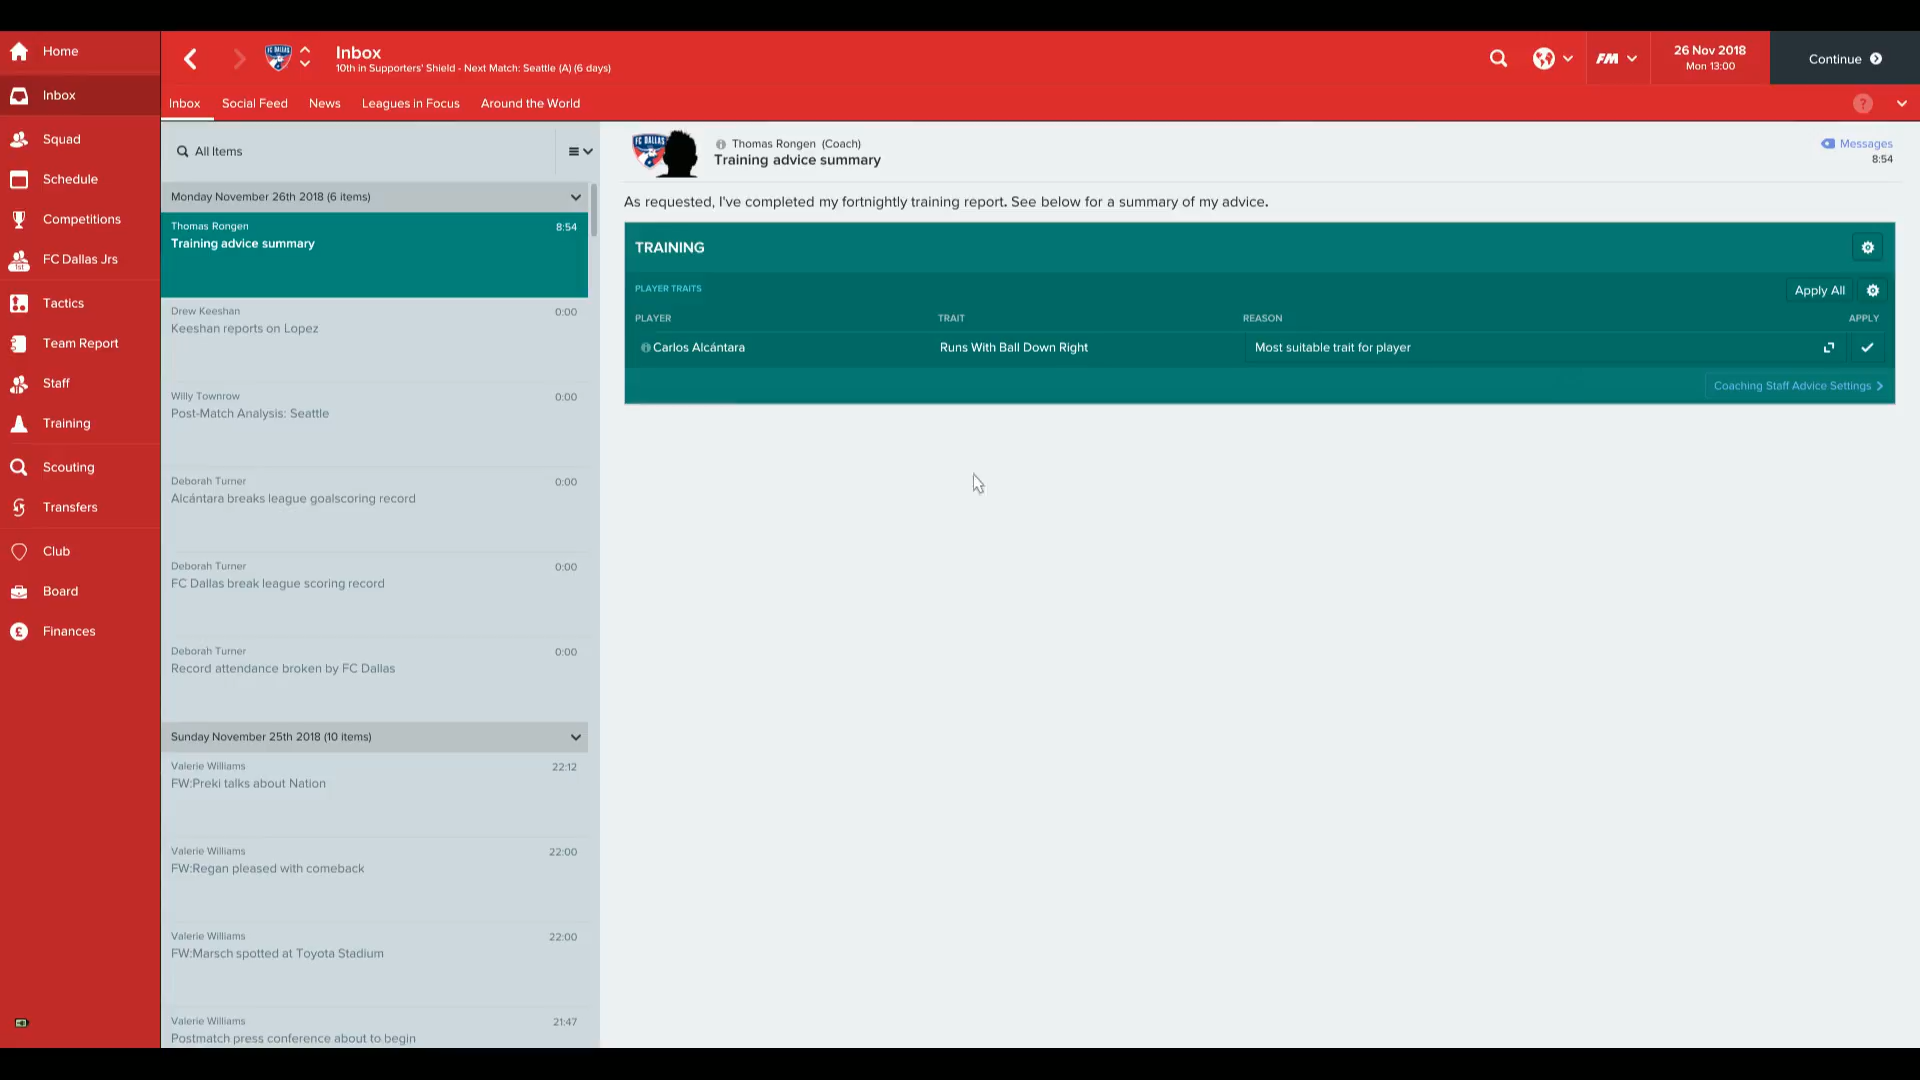 Home
Inbox
Squad
Schedule
Competitions
FC Dallas Jrs
Tactics
Team Report
Staff
Training
Scouting
Transfers
Club
Board
Finances
FC DALLAS
Inbox
10th in Supporters' Shield - Next Match: Seattle (A) (6 days)
FM
26 Nov 2018
Mon 13:00
Continue
Inbox Social Feed News Leagues in Focus Around the World
?
All Items
Monday November 26th 2018 (6 items)
Thomas Rongen 8:54
Training advice summary
Drew Keeshan 0:00
Keeshan reports on Lopez
Willy Townrow 0:00
Post-Match Analysis: Seattle
Deborah Turner 0:00
Alcántara breaks league goalscoring record
Deborah Turner 0:00
FC Dallas break league scoring record
Deborah Turner 0:00
Record attendance broken by FC Dallas
Sunday November 25th 2018 (10 items)
Valerie Williams 22:12
FW:Preki talks about Nation
Valerie Williams 22:00
FW:Regan pleased with comeback
Valerie Williams 22:00
FW:Marsch spotted at Toyota Stadium
Valerie Williams 21:47
Postmatch press conference about to begin
FC DALLAS
Thomas Rongen (Coach)
Training advice summary
Messages
8:54
As requested, I've completed my fortnightly training report. See below for a summary of my advice.
TRAINING
PLAYER TRAITS
Apply All
PLAYER TRAIT REASON APPLY
Carlos Alcántara Runs With Ball Down Right Most suitable trait for player
Coaching Staff Advice Settings